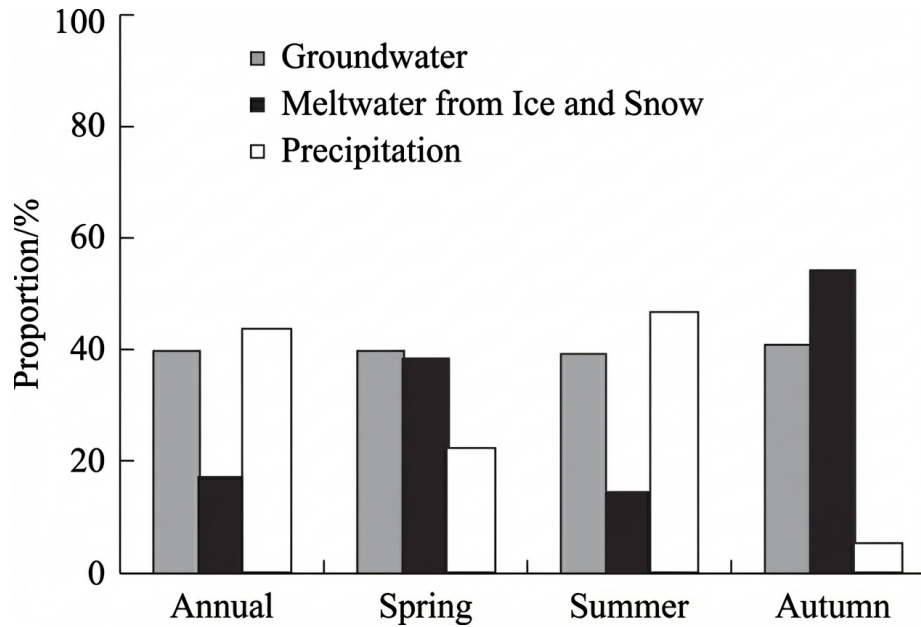 100
80
60
40
20
0
Proportion/%
Groundwater
Meltwater from Ice and Snow
Precipitation
Annual Spring Summer Autumn